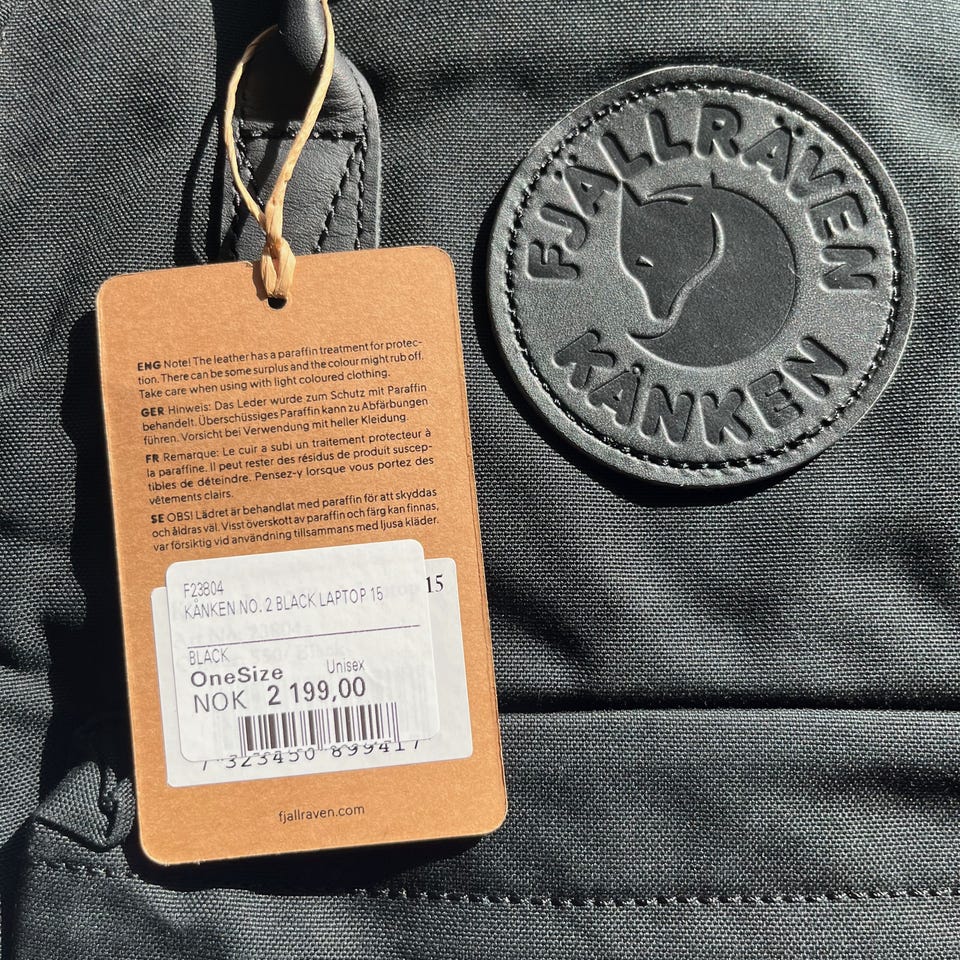 FJÄLLRÄVEN
KÅNKEN
ENG Note! The leather has a paraffin treatment for protec-
tion. There can be some surplus and the colour might rub off.
Take care when using with light coloured clothing.
GER Hinweis: Das Leder wurde zum Schutz mit Paraffin
behandelt. Überschüssiges Paraffin kann zu Abfärbungen
führen. Vorsicht bei Verwendung mit heller Kleidung.
FR Remarque: Le cuir a subi un traitement protecteur à
la paraffine. Il peut rester des résidus de produit suscep-
tibles de déteindre. Pensez-y lorsque vous portez des
vêtements clairs.
SE OBS! Lädret är behandlat med paraffin för att skyddas
och åldras väl. Visst överskott av paraffin och färg kan finnas,
var försiktig vid användning tillsammans med ljusa kläder.
F23804
KÅNKEN NO. 2 BLACK LAPTOP 15
15
BLACK
OneSize Unisex
NOK 2 199,00
7 323450 899417
fjallraven.com